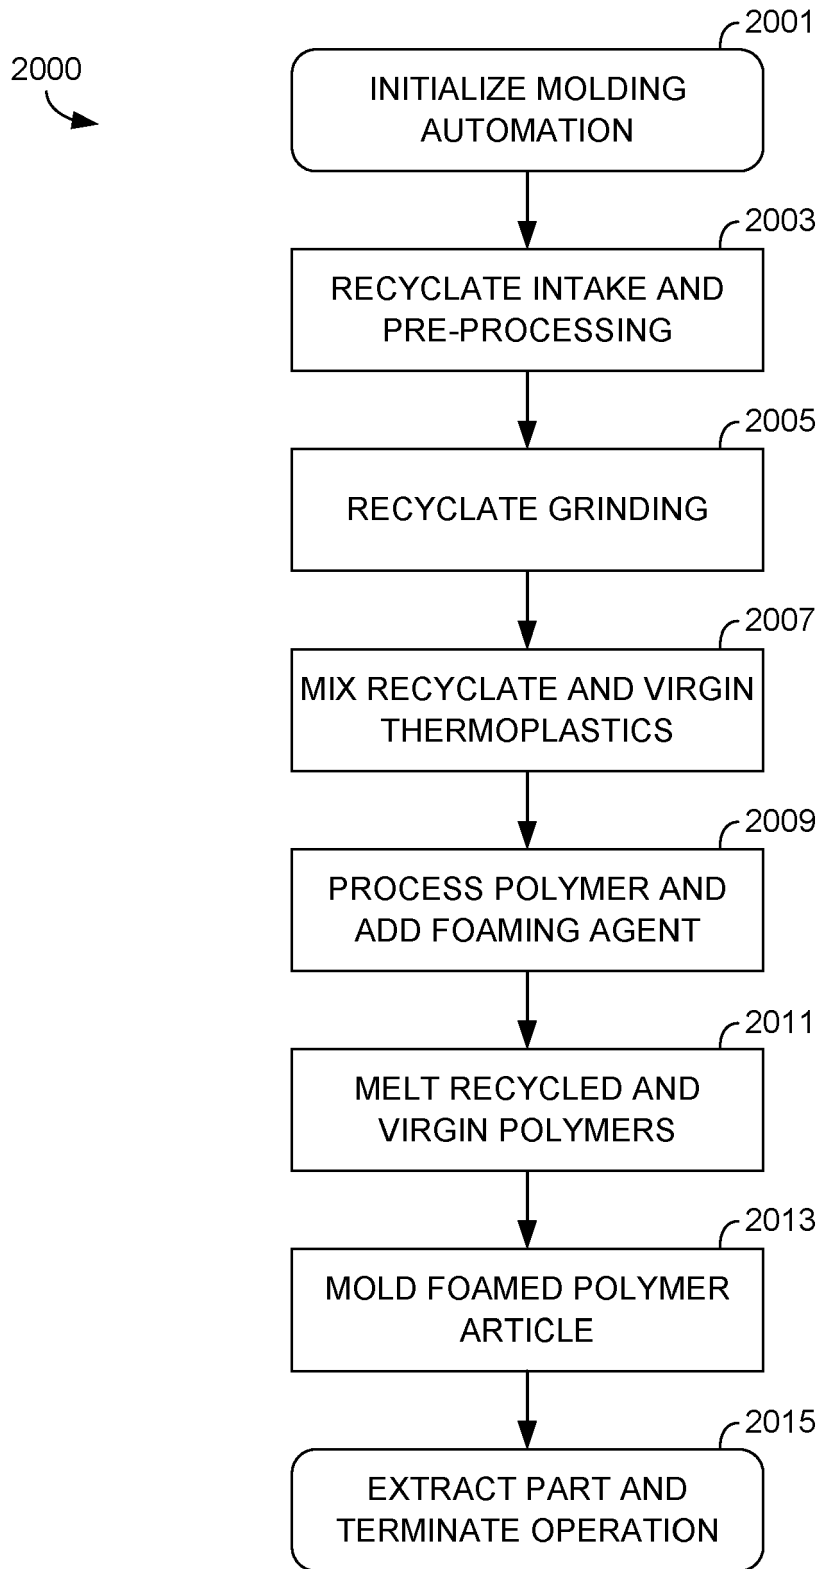 2000
2001
INITIALIZE MOLDING
AUTOMATION
2003
RECYCLATE INTAKE AND
PRE-PROCESSING
2005
RECYCLATE GRINDING
2007
MIX RECYCLATE AND VIRGIN
THERMOPLASTICS
2009
PROCESS POLYMER AND
ADD FOAMING AGENT
2011
MELT RECYCLED AND
VIRGIN POLYMERS
2013
MOLD FOAMED POLYMER
ARTICLE
2015
EXTRACT PART AND
TERMINATE OPERATION